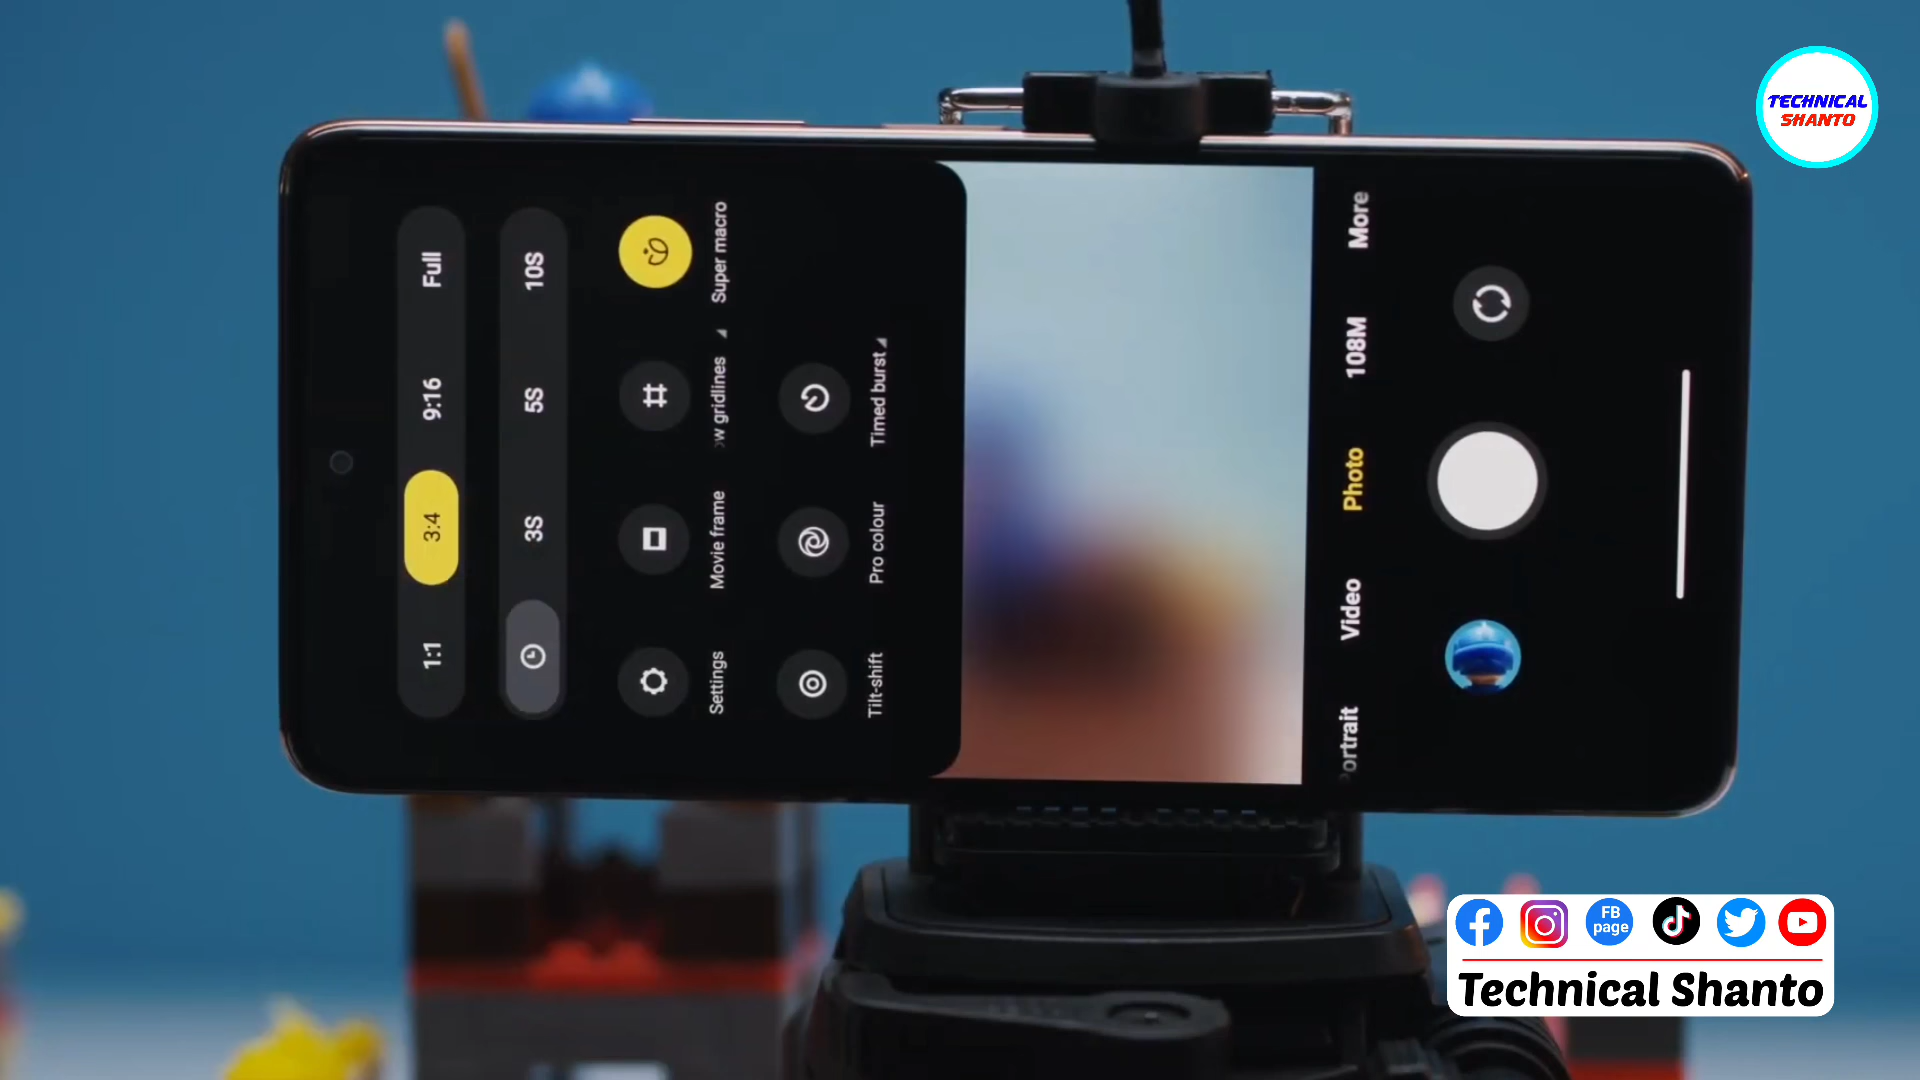 TECHNICAL
SHANTO
Full
9:16
3:4
1:1
10S
5S
3S
Super macro
w gridlines
Movie frame
Settings
Timed burst
Pro colour
Tilt-shift
More
108M
Photo
Video
ortrait
FB
page
Technical Shanto